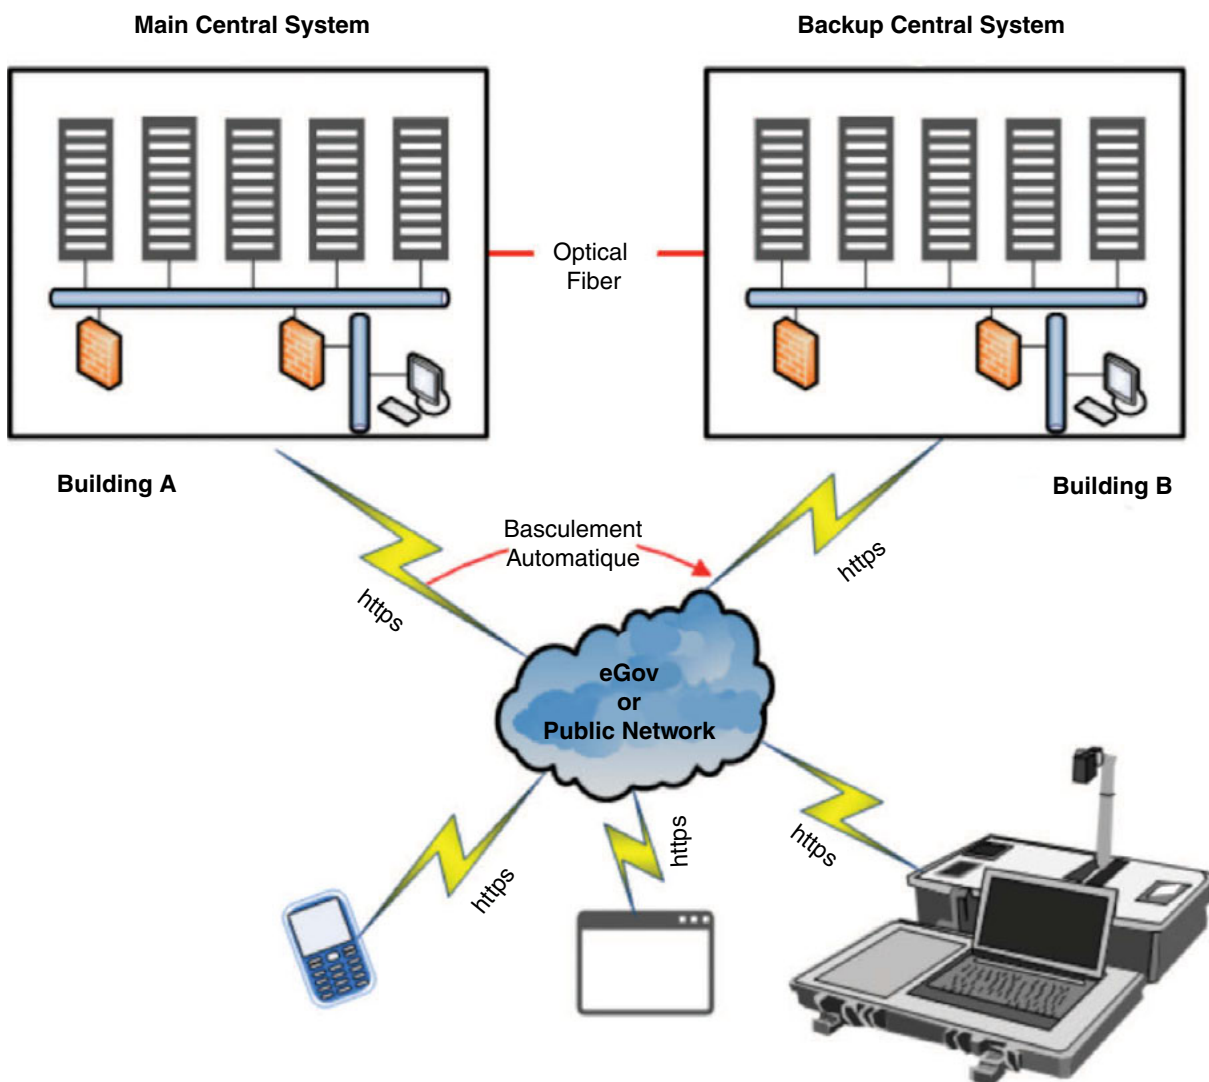 Main Central System
Backup Central System
Optical
Fiber
Building A
Building B
Basculement
Automatique
https
https
eGov
or
Public Network
https
https
https